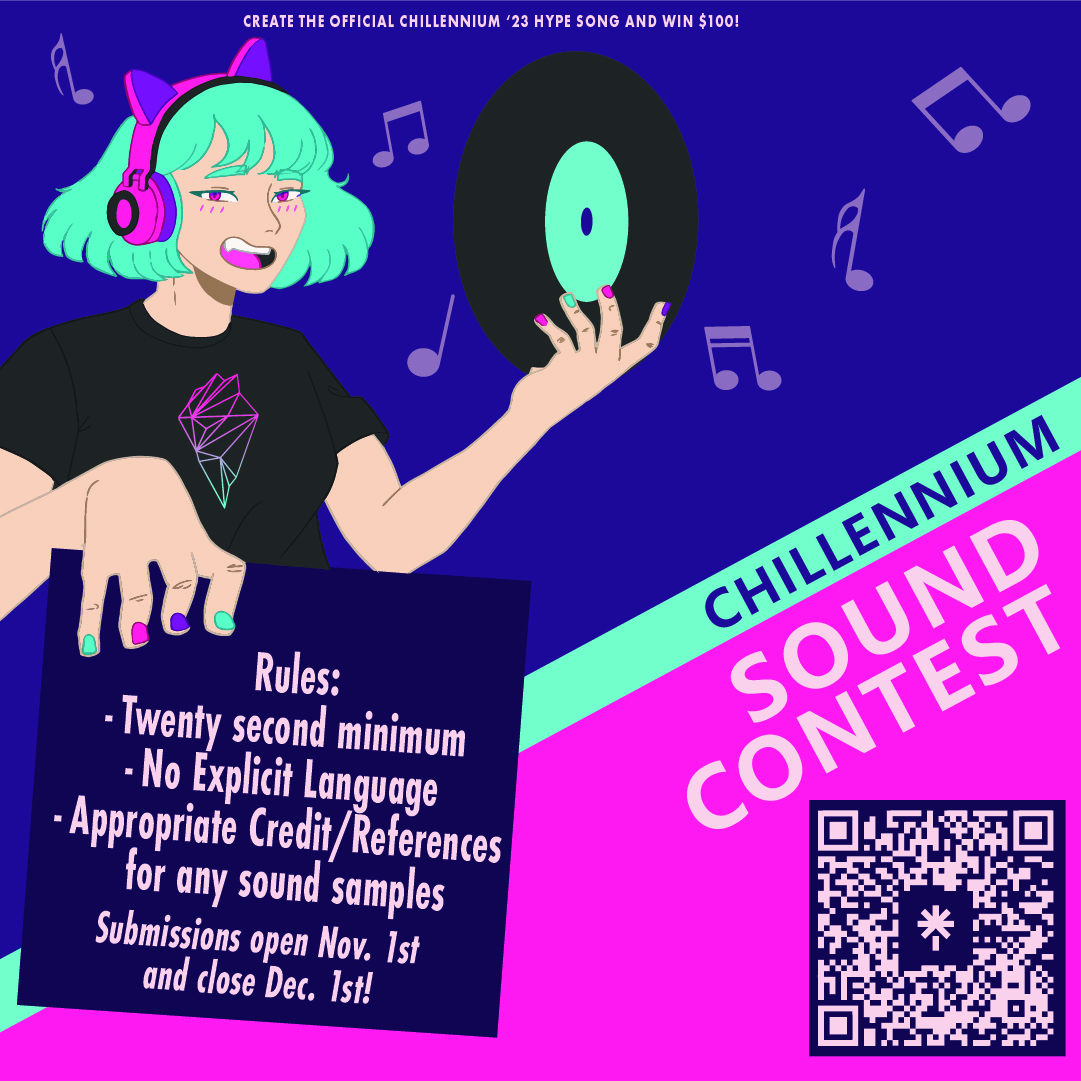 CREATE THE OFFICIAL CHILLENNIUM ‘23 HYPE SONG AND WIN $100!
CHILLENNIUM
SOUND
CONTEST
Rules:
- Twenty second minimum
- No Explicit Language
- Appropriate Credit/References
for any sound samples
Submissions open Nov. 1st
and close Dec. 1st!